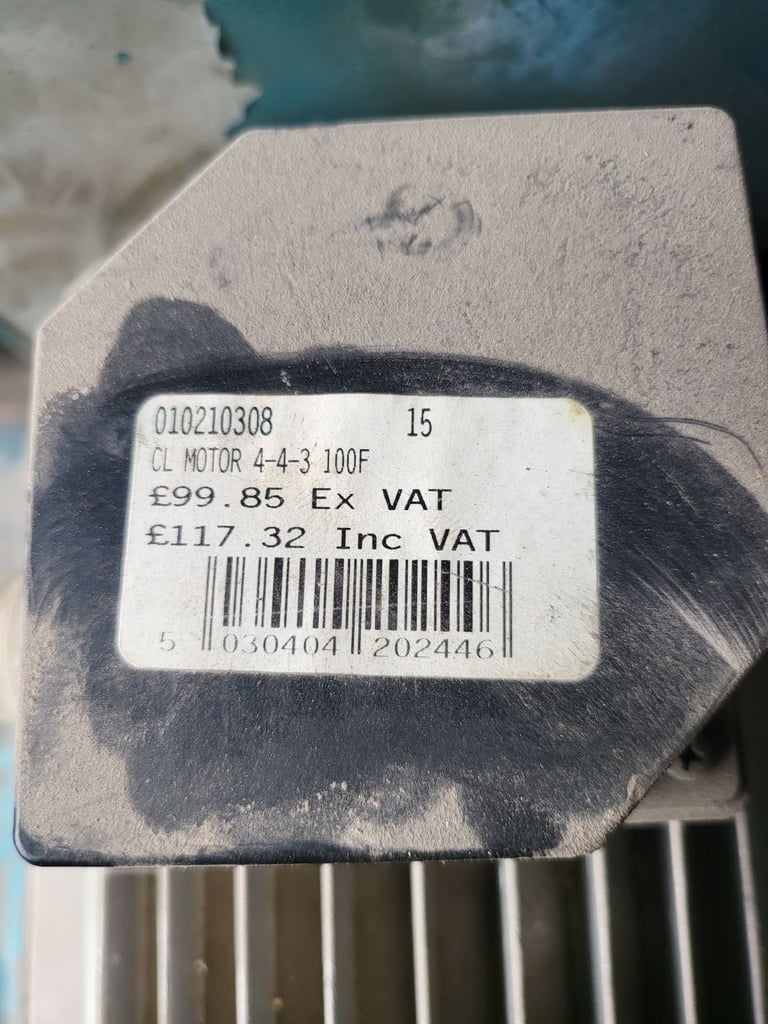 010210308 15
CL MOTOR 4-4-3 100F
£99.85 Ex VAT
£117.32 Inc VAT
5 030404 202446